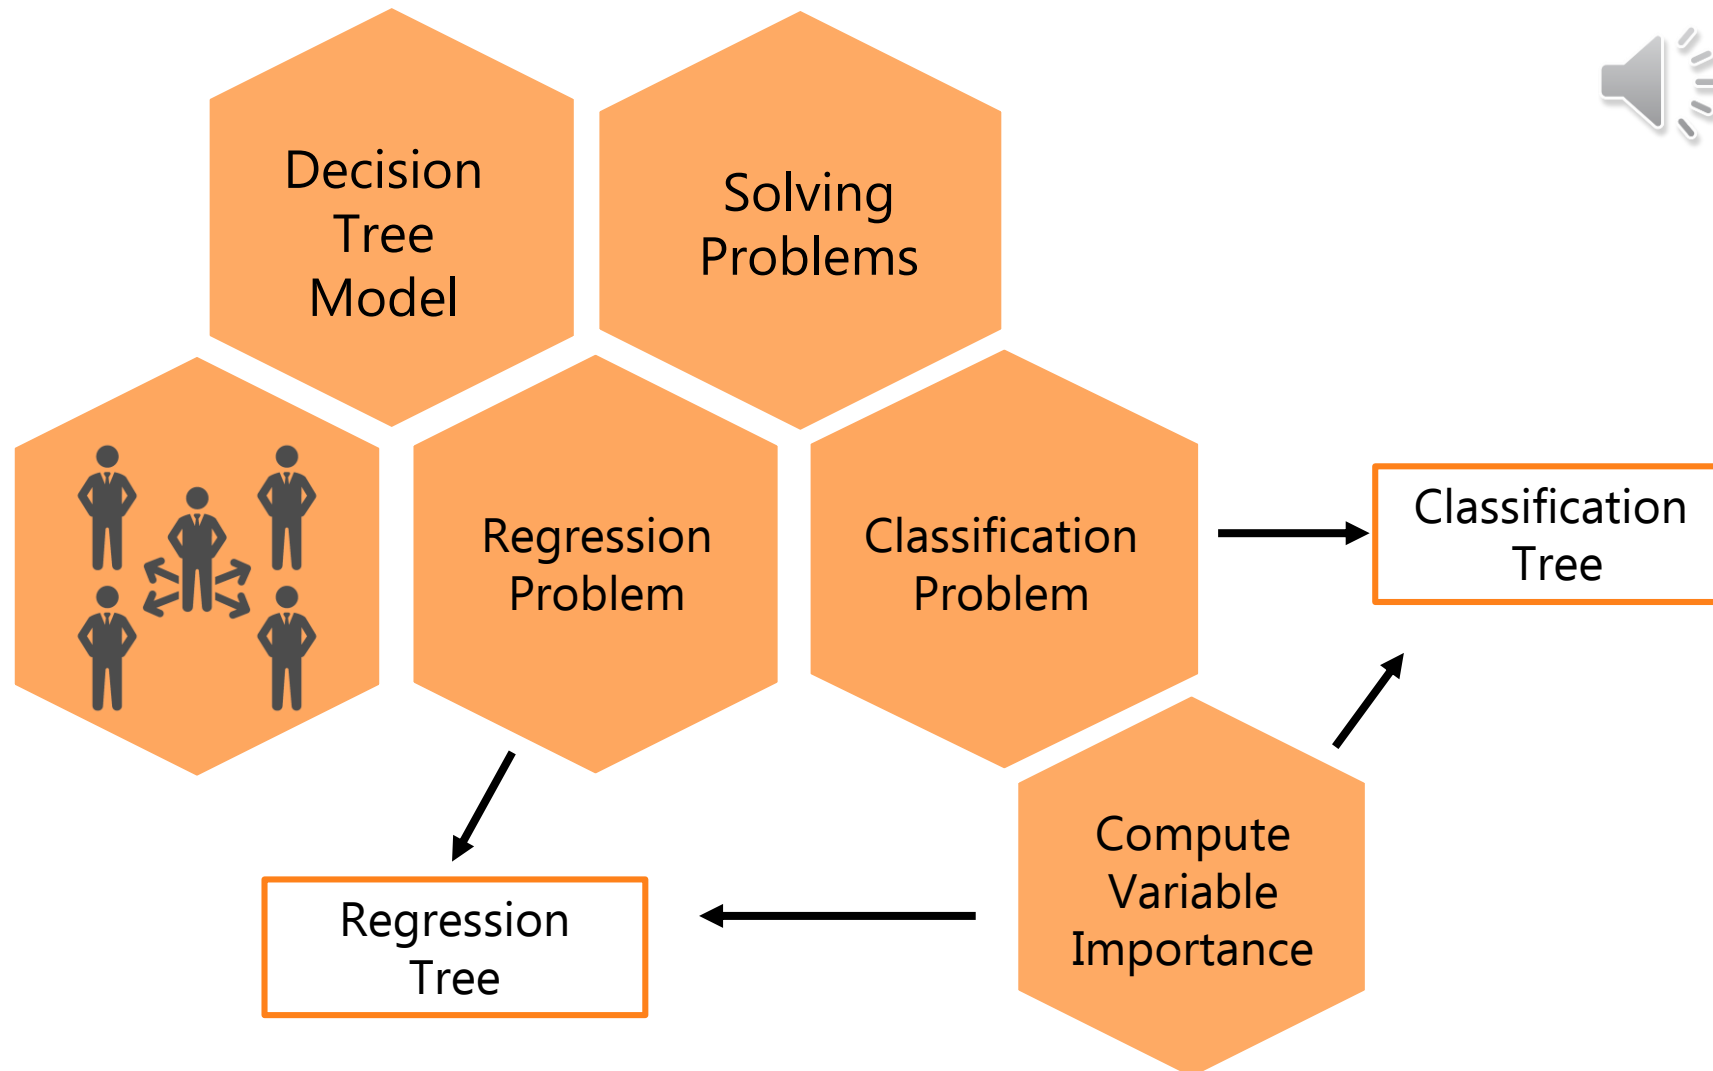 Decision
Tree
Model
Solving
Problems
Regression
Problem
Classification
Problem
Classification
Tree
Compute
Variable
Importance
Regression
Tree